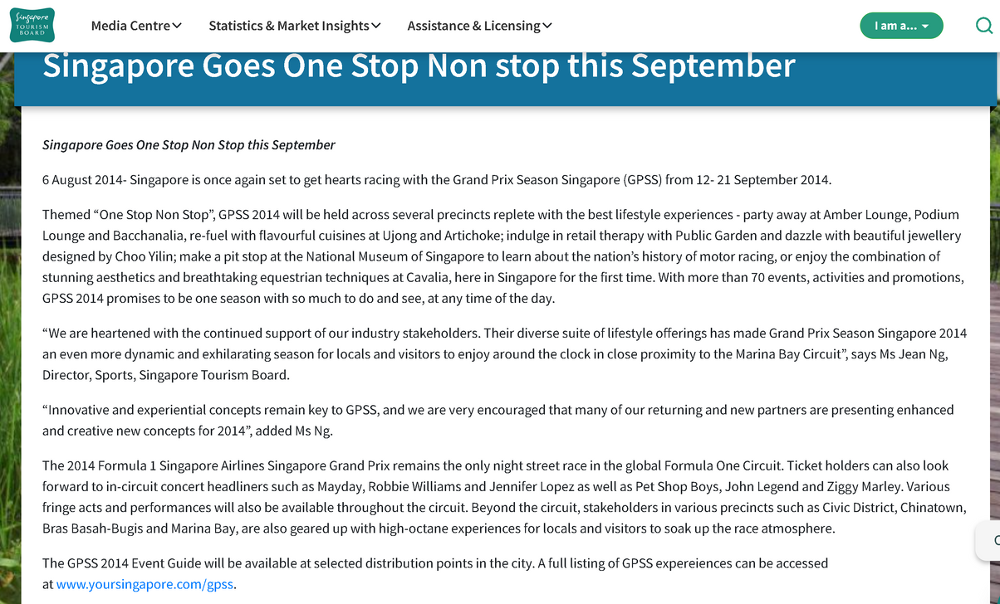 Singapore
TOURISM
BOARD
Media Centre
Statistics & Market Insights
Assistance & Licensing
I am a...
Singapore Goes One Stop Non stop this September
Singapore Goes One Stop Non Stop this September
6 August 2014- Singapore is once again set to get hearts racing with the Grand Prix Season Singapore (GPSS) from 12- 21 September 2014.
Themed “One Stop Non Stop”, GPSS 2014 will be held across several precincts replete with the best lifestyle experiences - party away at Amber Lounge, Podium
Lounge and Bacchanalia, re-fuel with flavourful cuisines at Ujong and Artichoke; indulge in retail therapy with Public Garden and dazzle with beautiful jewellery
designed by Choo Yilin; make a pit stop at the National Museum of Singapore to learn about the nation’s history of motor racing, or enjoy the combination of
stunning aesthetics and breathtaking equestrian techniques at Cavalia, here in Singapore for the first time. With more than 70 events, activities and promotions,
GPSS 2014 promises to be one season with so much to do and see, at any time of the day.
“We are heartened with the continued support of our industry stakeholders. Their diverse suite of lifestyle offerings has made Grand Prix Season Singapore 2014
an even more dynamic and exhilarating season for locals and visitors to enjoy around the clock in close proximity to the Marina Bay Circuit”, says Ms Jean Ng,
Director, Sports, Singapore Tourism Board.
“Innovative and experiential concepts remain key to GPSS, and we are very encouraged that many of our returning and new partners are presenting enhanced
and creative new concepts for 2014”, added Ms Ng.
The 2014 Formula 1 Singapore Airlines Singapore Grand Prix remains the only night street race in the global Formula One Circuit. Ticket holders can also look
forward to in-circuit concert headliners such as Mayday, Robbie Williams and Jennifer Lopez as well as Pet Shop Boys, John Legend and Ziggy Marley. Various
fringe acts and performances will also be available throughout the circuit. Beyond the circuit, stakeholders in various precincts such as Civic District, Chinatown,
Bras Basah-Bugis and Marina Bay, are also geared up with high-octane experiences for locals and visitors to soak up the race atmosphere.
The GPSS 2014 Event Guide will be available at selected distribution points in the city. A full listing of GPSS expereiences can be accessed
at www.yoursingapore.com/gpss.